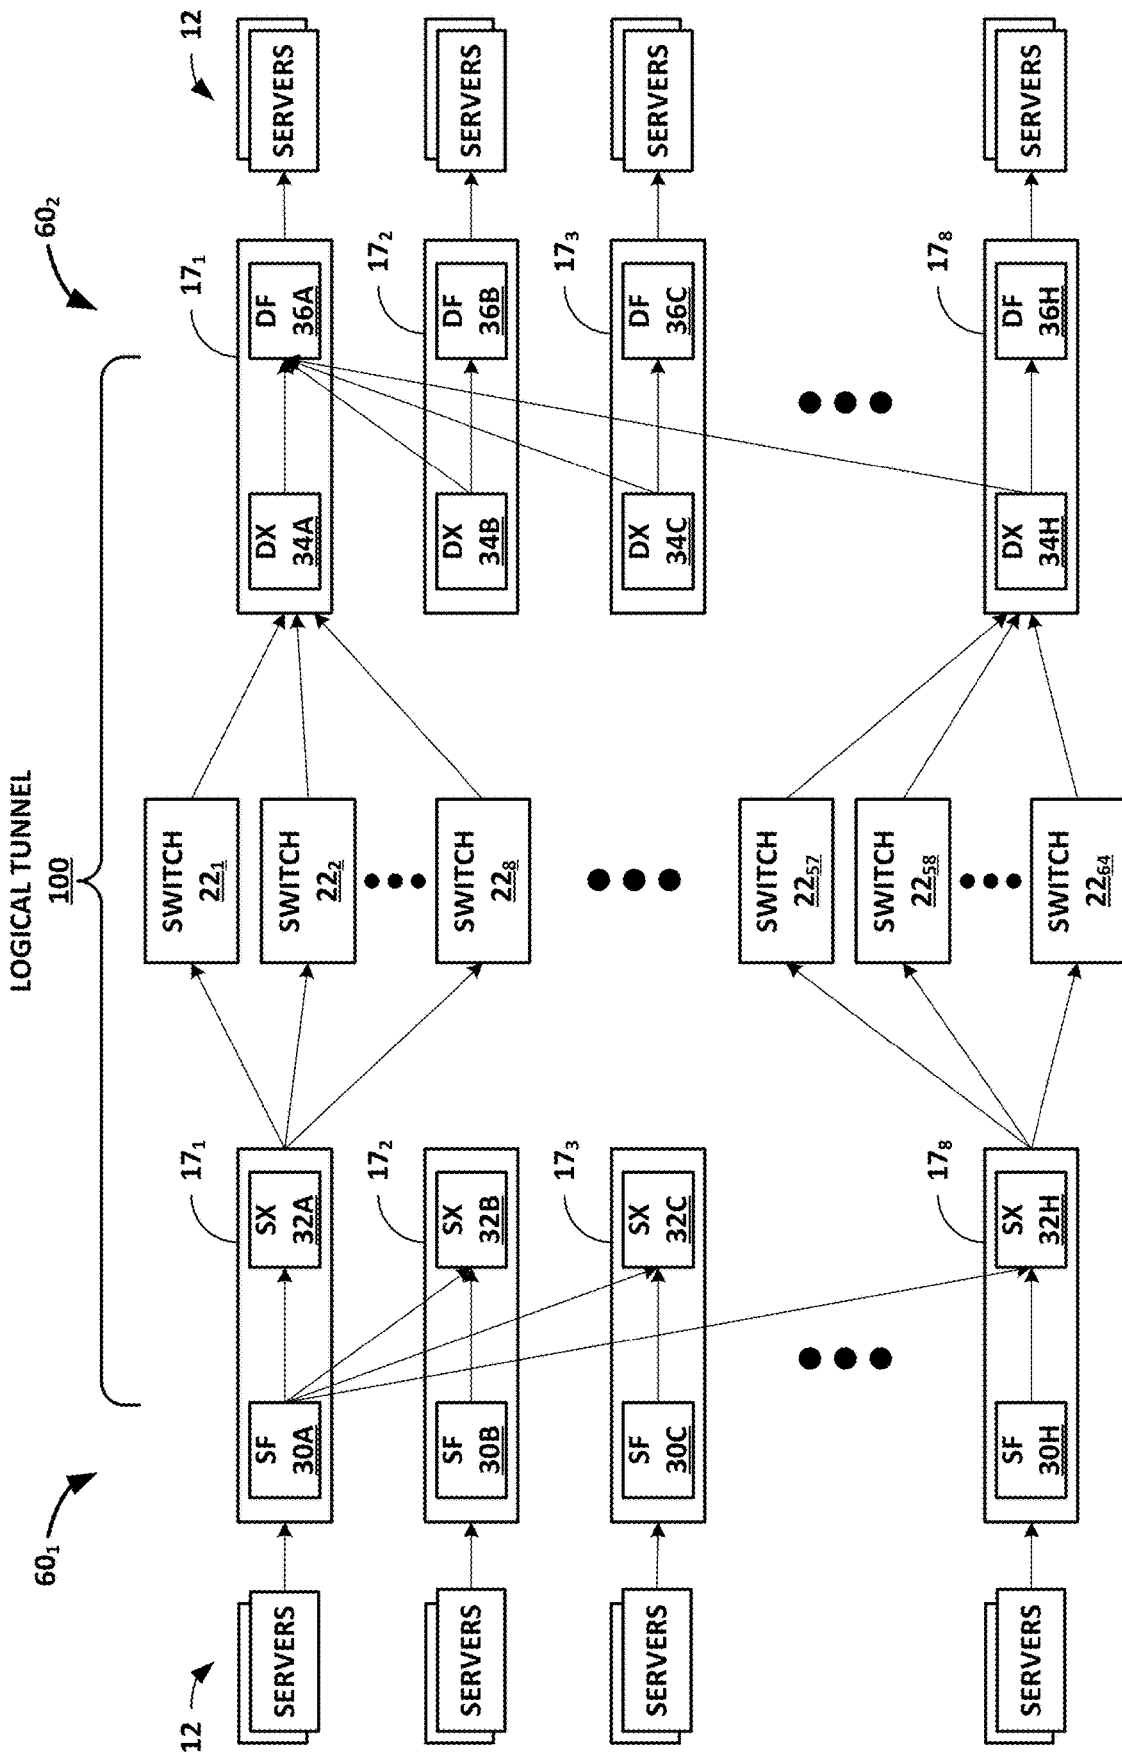 LOGICAL TUNNEL
100
60₁
60₂
12
12
SERVERS
17₁
SF
30A
SX
32A
SWITCH
22₁
SWITCH
22₂
SWITCH
22₈
17₁
DX
34A
DF
36A
SERVERS
SERVERS
17₂
SF
30B
SX
32B
17₂
DX
34B
DF
36B
SERVERS
SERVERS
17₃
SF
30C
SX
32C
17₃
DX
34C
DF
36C
SERVERS
SERVERS
17₈
SF
30H
SX
32H
SWITCH
22₅₇
SWITCH
22₅₈
SWITCH
22₆₄
17₈
DX
34H
DF
36H
SERVERS